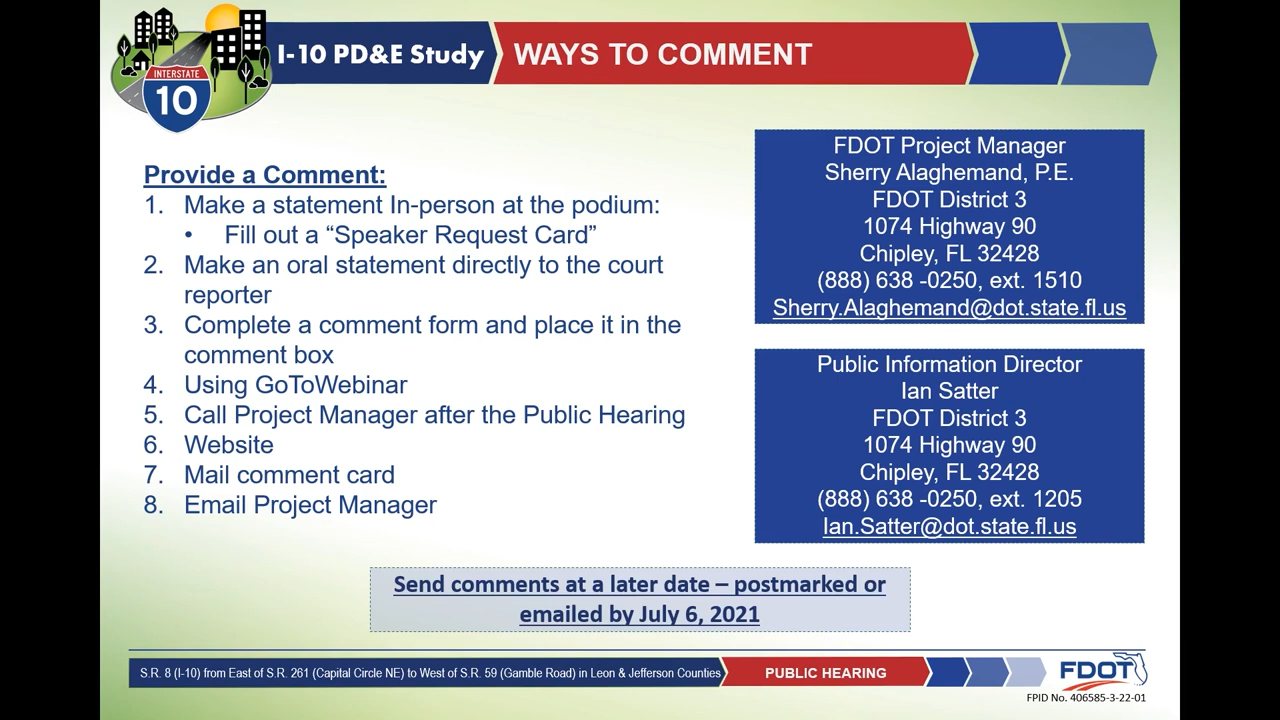 INTERSTATE
10
I-10 PD&E Study
WAYS TO COMMENT
Provide a Comment:
1. Make a statement In-person at the podium:
• Fill out a “Speaker Request Card”
2. Make an oral statement directly to the court
reporter
3. Complete a comment form and place it in the
comment box
4. Using GoToWebinar
5. Call Project Manager after the Public Hearing
6. Website
7. Mail comment card
8. Email Project Manager
FDOT Project Manager
Sherry Alaghemand, P.E.
FDOT District 3
1074 Highway 90
Chipley, FL 32428
(888) 638 -0250, ext. 1510
Sherry.Alaghemand@dot.state.fl.us
Public Information Director
Ian Satter
FDOT District 3
1074 Highway 90
Chipley, FL 32428
(888) 638 -0250, ext. 1205
Ian.Satter@dot.state.fl.us
Send comments at a later date – postmarked or
emailed by July 6, 2021
S.R. 8 (I-10) from East of S.R. 261 (Capital Circle NE) to West of S.R. 59 (Gamble Road) in Leon & Jefferson Counties
PUBLIC HEARING
FDOT
FPID No. 406585-3-22-01